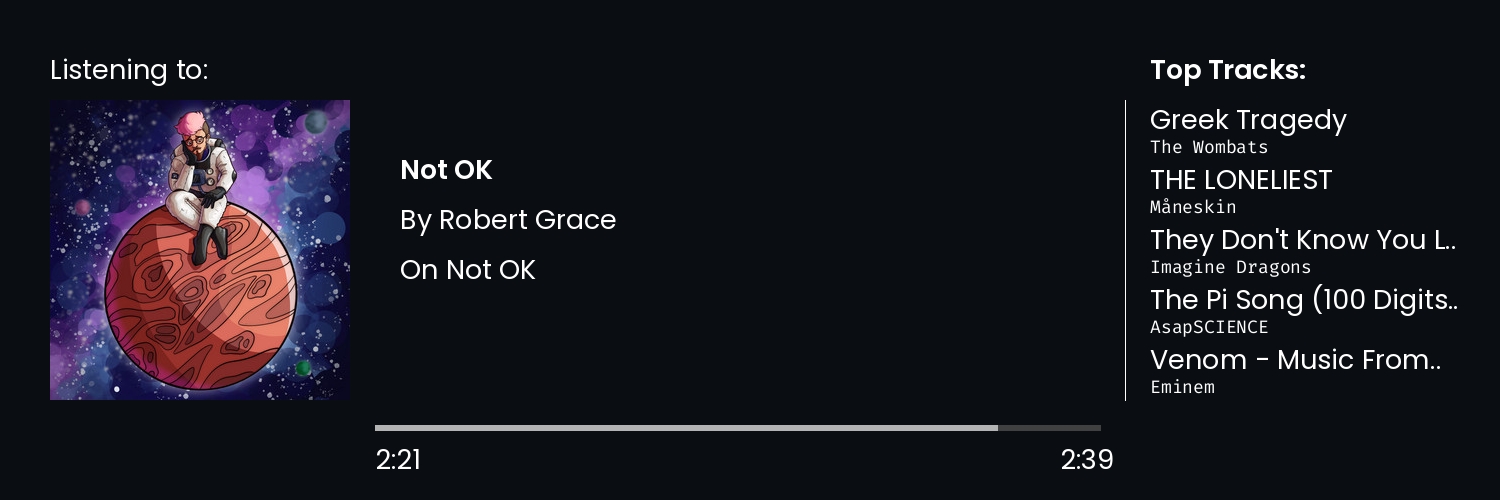 Listening to:
Not OK
By Robert Grace
On Not OK
2:21
2:39
Top Tracks:
Greek Tragedy
The Wombats
THE LONELIEST
Måneskin
They Don't Know You L..
Imagine Dragons
The Pi Song (100 Digits..
AsapSCIENCE
Venom - Music From..
Eminem